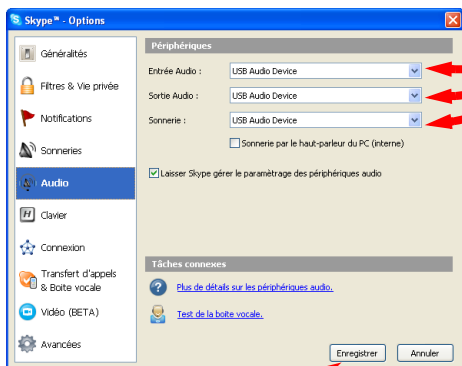 Skype™ - Options
Généralités
Filtres & Vie privée
Notifications
Sonneries
Audio
Clavier
Connexion
Transfert d'appels
& Boite vocale
Vidéo (BETA)
Avancées
Périphériques
Entrée Audio :
USB Audio Device
Sortie Audio :
USB Audio Device
Sonnerie :
USB Audio Device
Sonnerie par le haut-parleur du PC (interne)
Laisser Skype gérer le paramètrage des périphériques audio
Tâches connexes
Plus de détails sur les périphériques audio.
Test de la boite vocale.
Enregistrer
Annuler